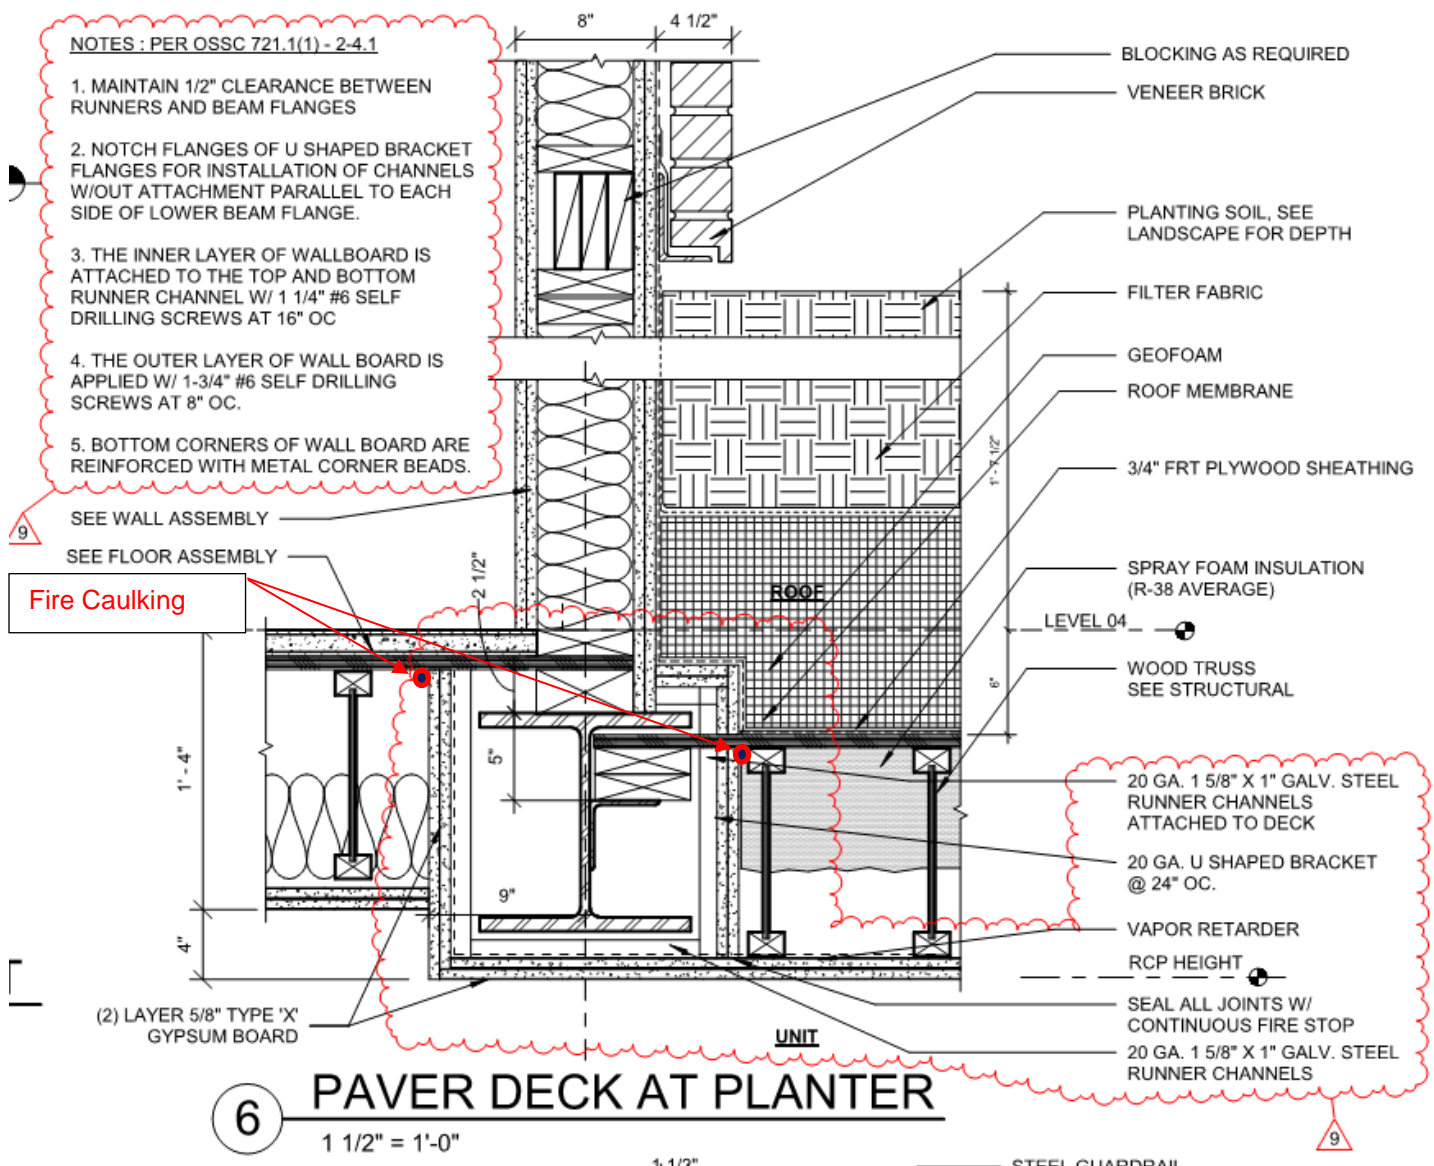 8"
4 1/2"
NOTES : PER OSSC 721.1(1) - 2-4.1
1. MAINTAIN 1/2" CLEARANCE BETWEEN
RUNNERS AND BEAM FLANGES
2. NOTCH FLANGES OF U SHAPED BRACKET
FLANGES FOR INSTALLATION OF CHANNELS
W/OUT ATTACHMENT PARALLEL TO EACH
SIDE OF LOWER BEAM FLANGE.
3. THE INNER LAYER OF WALLBOARD IS
ATTACHED TO THE TOP AND BOTTOM
RUNNER CHANNEL W/ 1 1/4" #6 SELF
DRILLING SCREWS AT 16" OC
4. THE OUTER LAYER OF WALL BOARD IS
APPLIED W/ 1-3/4" #6 SELF DRILLING
SCREWS AT 8" OC.
5. BOTTOM CORNERS OF WALL BOARD ARE
REINFORCED WITH METAL CORNER BEADS.
9
SEE WALL ASSEMBLY
SEE FLOOR ASSEMBLY
Fire Caulking
2 1/2"
5"
9"
1' - 4"
4"
(2) LAYER 5/8" TYPE 'X'
GYPSUM BOARD
BLOCKING AS REQUIRED
VENEER BRICK
PLANTING SOIL, SEE
LANDSCAPE FOR DEPTH
FILTER FABRIC
GEOFOAM
ROOF MEMBRANE
1' - 7 1/2"
3/4" FRT PLYWOOD SHEATHING
SPRAY FOAM INSULATION
(R-38 AVERAGE)
ROOF
LEVEL 04
6"
WOOD TRUSS
SEE STRUCTURAL
20 GA. 1 5/8" X 1" GALV. STEEL
RUNNER CHANNELS
ATTACHED TO DECK
20 GA. U SHAPED BRACKET
@ 24" OC.
VAPOR RETARDER
RCP HEIGHT
SEAL ALL JOINTS W/
CONTINUOUS FIRE STOP
20 GA. 1 5/8" X 1" GALV. STEEL
RUNNER CHANNELS
UNIT
9
6
PAVER DECK AT PLANTER
1 1/2" = 1'-0"
1 1/2"
STEEL GUARDRAIL